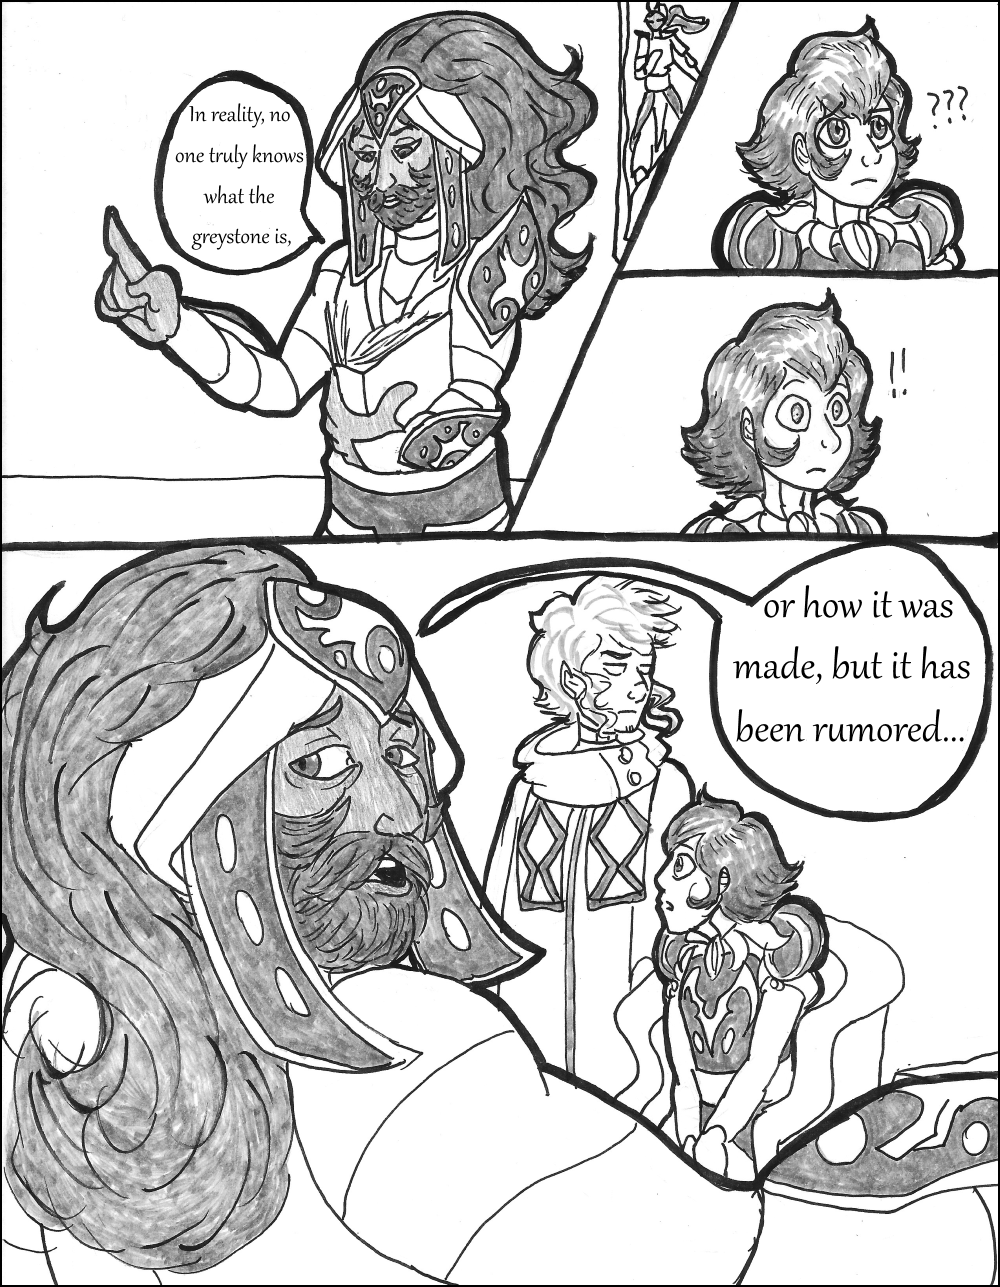 In reality, no
one truly knows
what the
greystone is,
???
!!
or how it was
made, but it has
been rumored...